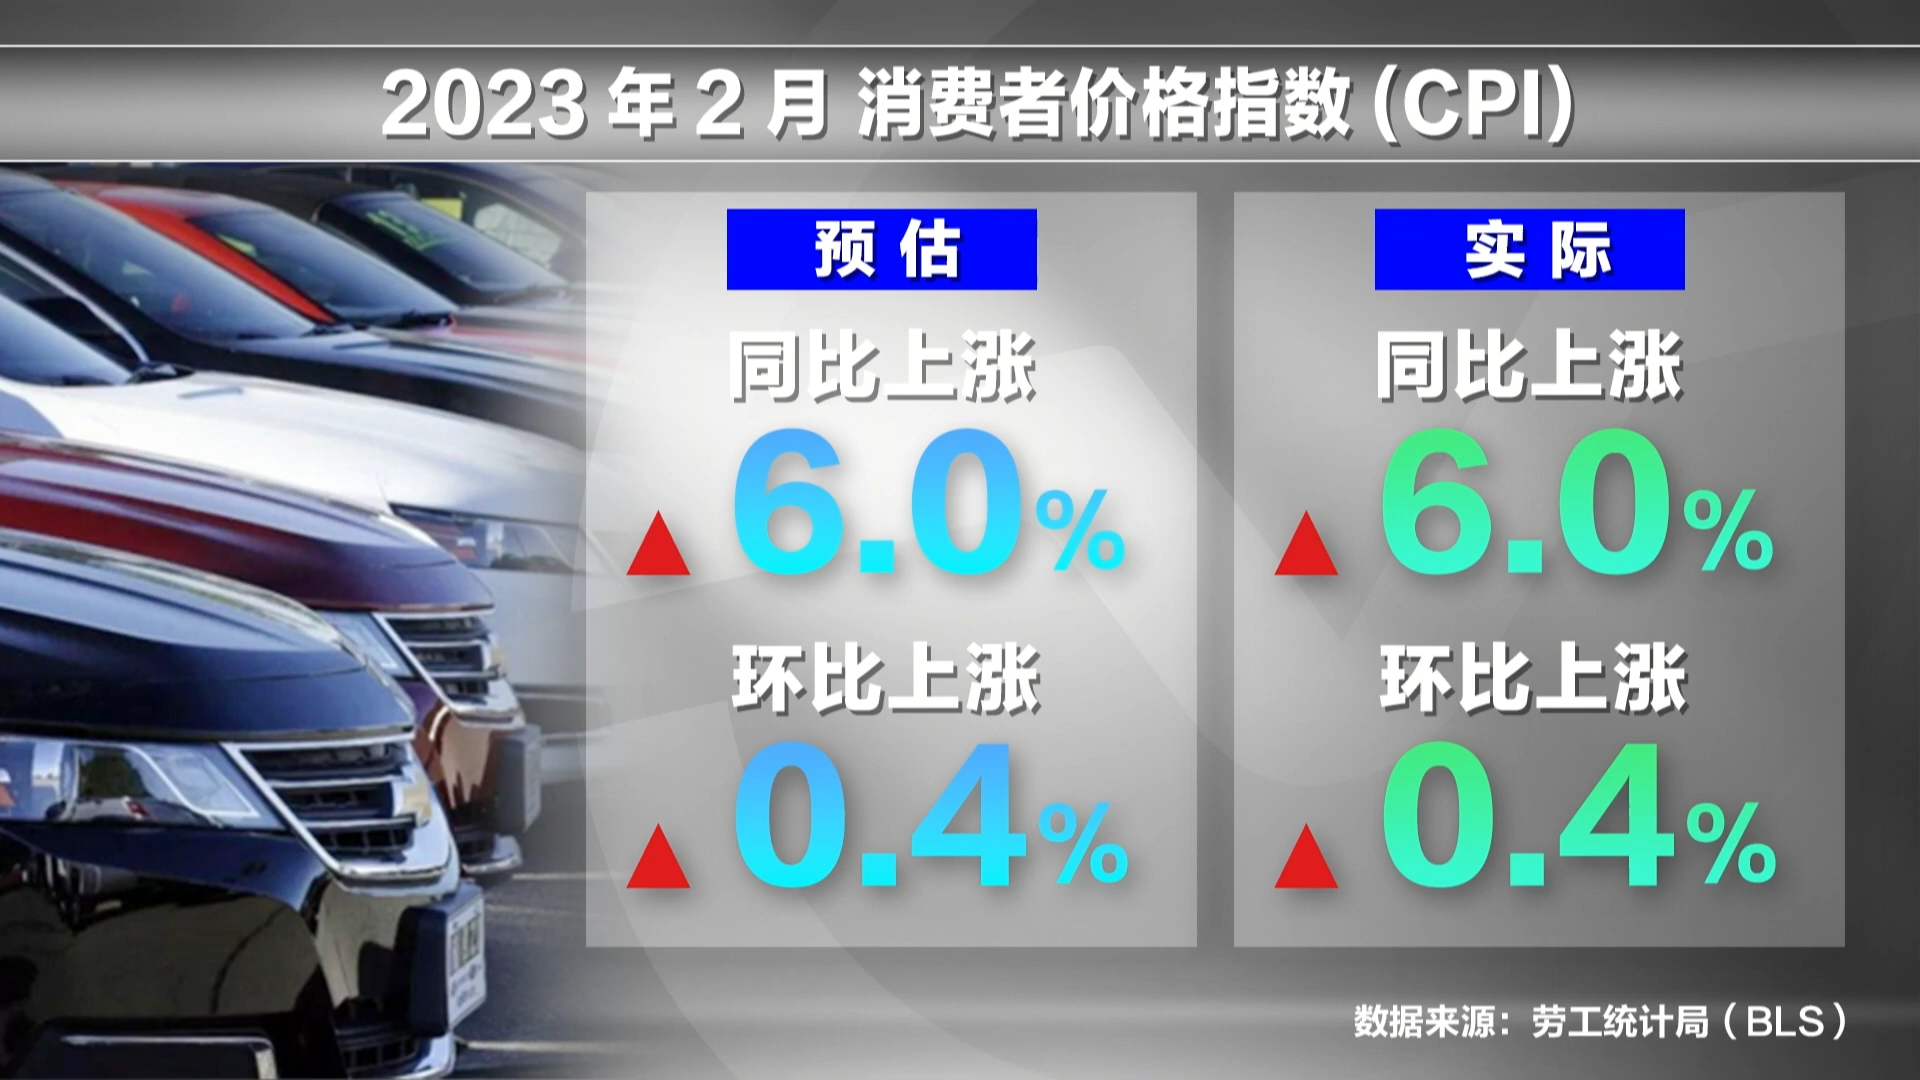 2023 年 2 月 消费者价格指数 (CPI)
预 估
同比上涨
▲ 6.0%
环比上涨
▲ 0.4%
实 际
同比上涨
▲ 6.0%
环比上涨
▲ 0.4%
数据来源：劳工统计局（BLS）